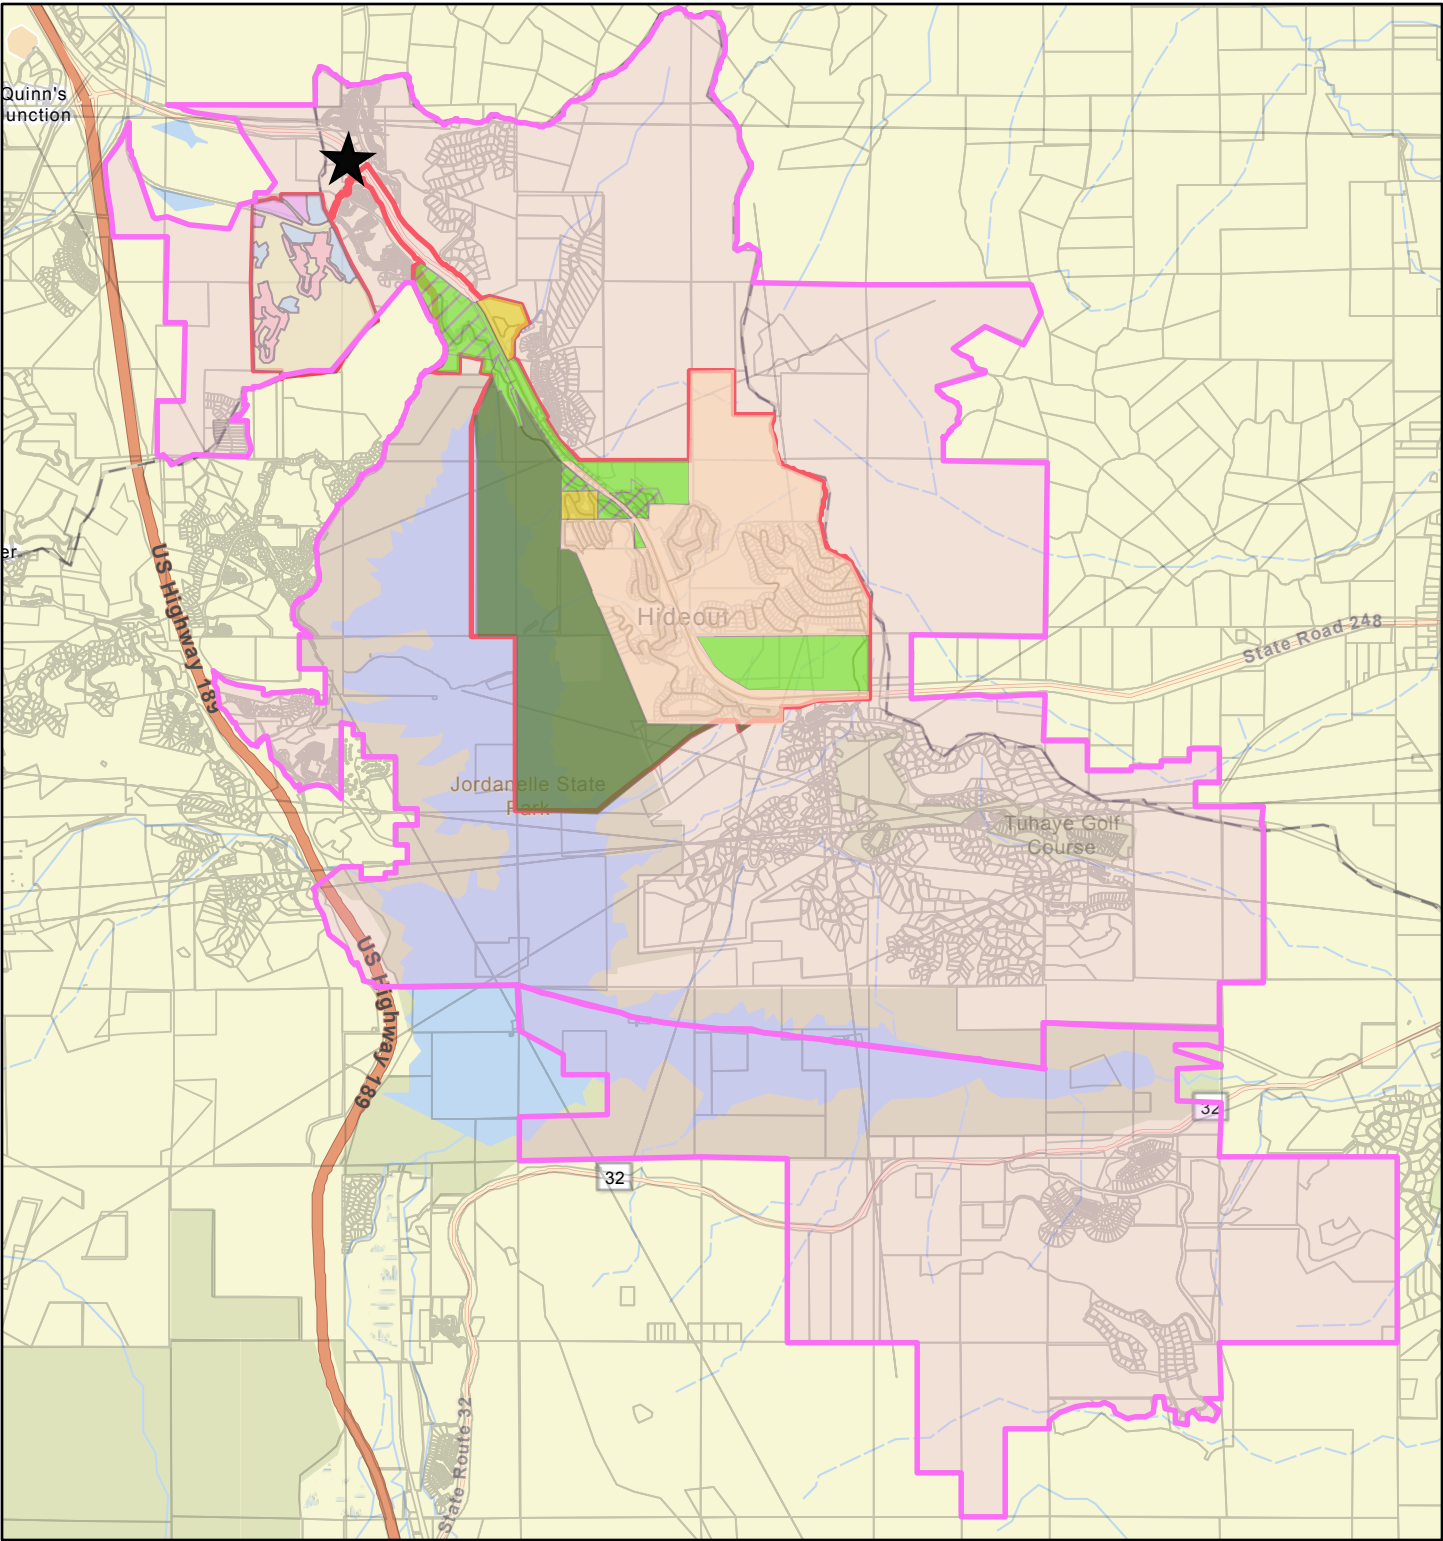 Quinn's
unction
er
US Highway 189
Hideout
State Road 248
Jordanelle State
Park
Tuhaye Golf
Course
US Highway 189
32
32
State Route 32